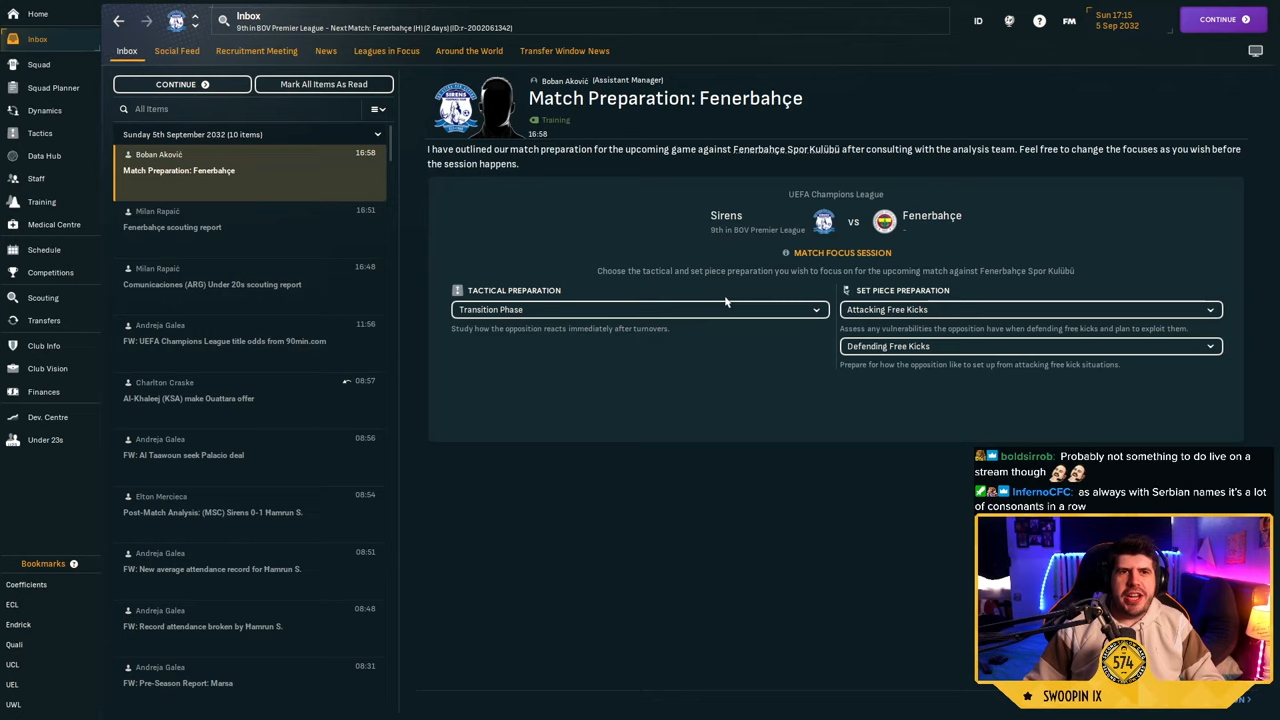 Home
Inbox
Squad
Squad Planner
Dynamics
Tactics
Data Hub
Staff
Training
Medical Centre
Schedule
Competitions
Scouting
Transfers
Club Info
Club Vision
Finances
Dev. Centre
Under 23s
Bookmarks ?
Coefficients
ECL
Endrick
Quali
UCL
UEL
UWL
Inbox
9th in BOV Premier League - Next Match: Fenerbahçe (H) (2 days) (ID:r-2002061342)
ID
?
FM
Sun 17:15
5 Sep 2032
CONTINUE
Inbox
Social Feed
Recruitment Meeting
News
Leagues in Focus
Around the World
Transfer Window News
CONTINUE
Mark All Items As Read
All Items
Sunday 5th September 2032 (10 items)
Boban Aković 16:58
Match Preparation: Fenerbahçe
Milan Rapaić 16:51
Fenerbahçe scouting report
Milan Rapaić 16:48
Comunicaciones (ARG) Under 20s scouting report
Andreja Galea 11:56
FW: UEFA Champions League title odds from 90min.com
Charlton Craske 08:57
Al-Khaleej (KSA) make Ouattara offer
Andreja Galea 08:56
FW: Al Taawoun seek Palacio deal
Elton Mercieca 08:54
Post-Match Analysis: (MSC) Sirens 0-1 Ħamrun S.
Andreja Galea 08:51
FW: New average attendance record for Ħamrun S.
Andreja Galea 08:48
FW: Record attendance broken by Ħamrun S.
Andreja Galea 08:31
FW: Pre-Season Report: Marsa
SIRENS
Boban Aković (Assistant Manager)
Match Preparation: Fenerbahçe
Training
16:58
I have outlined our match preparation for the upcoming game against Fenerbahçe Spor Kulübü after consulting with the analysis team. Feel free to change the focuses as you wish before
the session happens.
UEFA Champions League
Sirens
9th in BOV Premier League
VS
Fenerbahçe
-
MATCH FOCUS SESSION
Choose the tactical and set piece preparation you wish to focus on for the upcoming match against Fenerbahçe Spor Kulübü
TACTICAL PREPARATION
Transition Phase
Study how the opposition reacts immediately after turnovers.
SET PIECE PREPARATION
Attacking Free Kicks
Assess any vulnerabilities the opposition have when defending free kicks and plan to exploit them.
Defending Free Kicks
Prepare for how the opposition like to set up from attacking free kick situations.
boldsirrob: Probably not something to do live on a
stream though
InfernoCFC: as always with Serbian names it's a lot
of consonants in a row
574
SWOOPIN IX